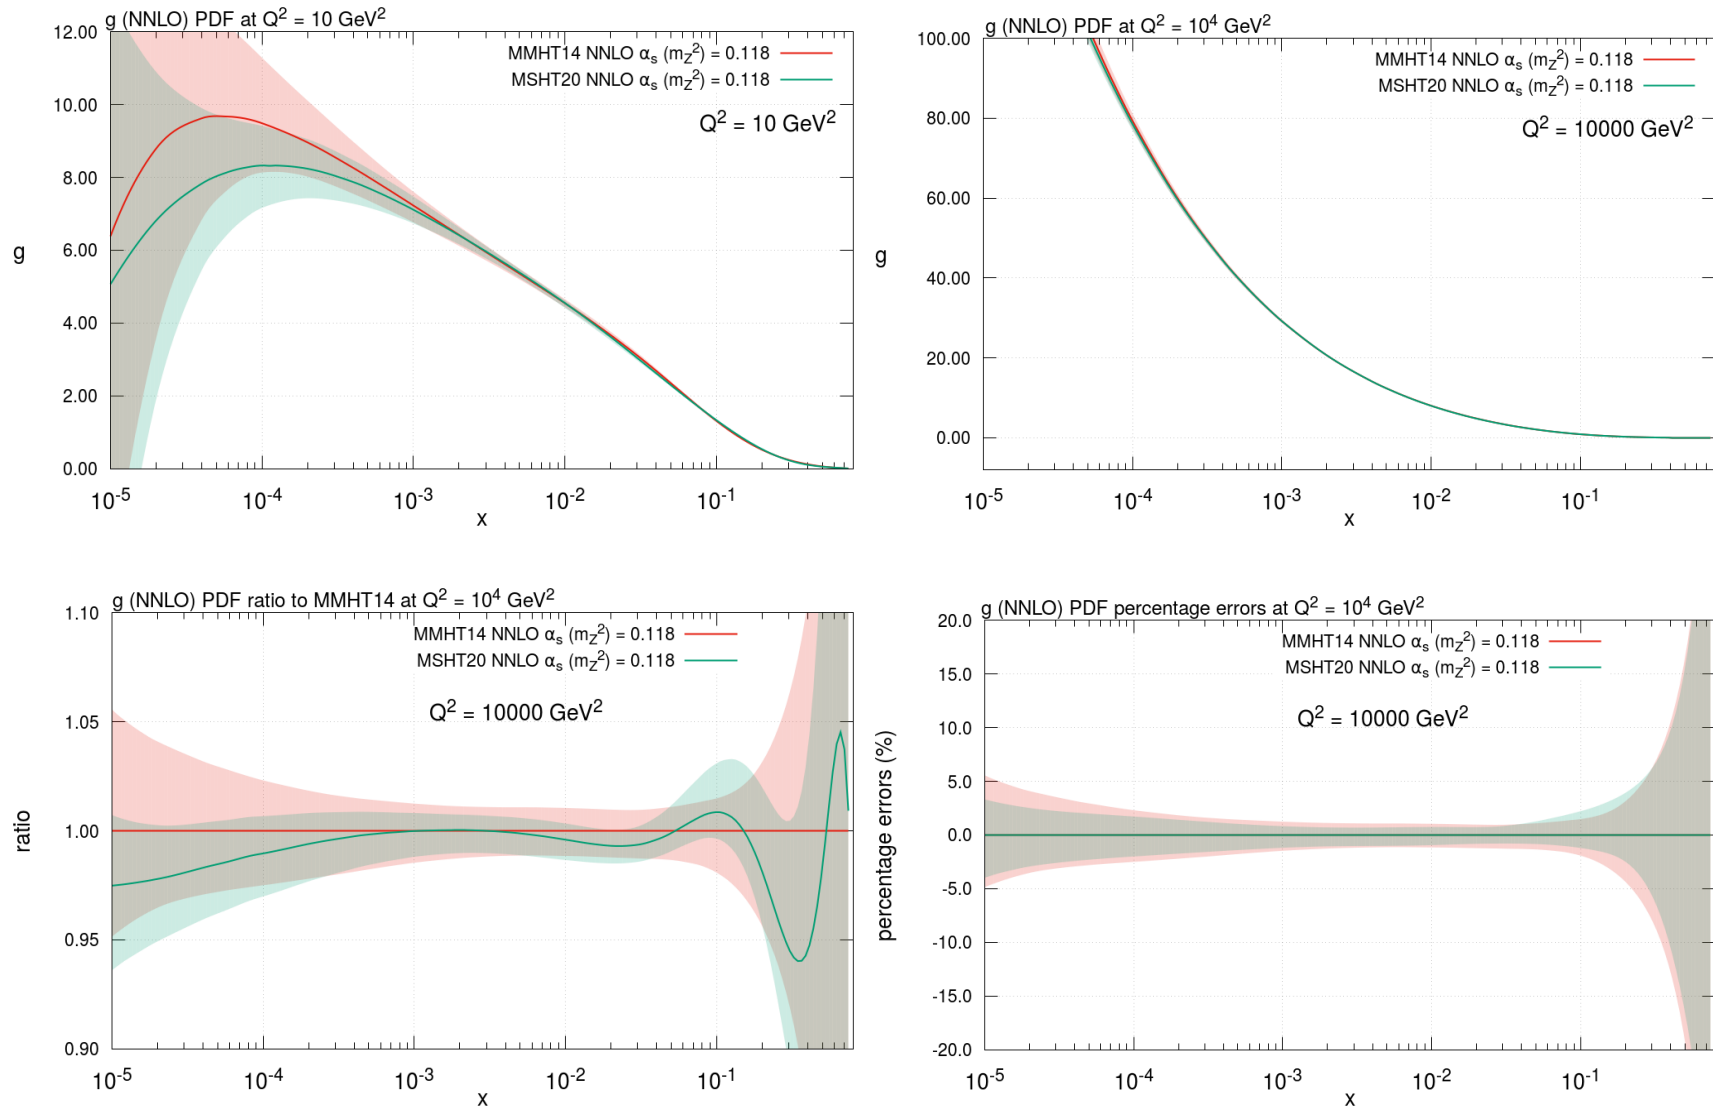 g (NNLO) PDF at Q² = 10 GeV²
12.00
10.00
8.00
6.00
4.00
2.00
0.00
g
MMHT14 NNLO αₛ (m_Z²) = 0.118
MSHT20 NNLO αₛ (m_Z²) = 0.118
Q² = 10 GeV²
10⁻⁵ 10⁻⁴ 10⁻³ 10⁻² 10⁻¹
x
g (NNLO) PDF at Q² = 10⁴ GeV²
100.00
80.00
60.00
40.00
20.00
0.00
g
MMHT14 NNLO αₛ (m_Z²) = 0.118
MSHT20 NNLO αₛ (m_Z²) = 0.118
Q² = 10000 GeV²
10⁻⁵ 10⁻⁴ 10⁻³ 10⁻² 10⁻¹
x
g (NNLO) PDF ratio to MMHT14 at Q² = 10⁴ GeV²
1.10
1.05
1.00
0.95
0.90
ratio
MMHT14 NNLO αₛ (m_Z²) = 0.118
MSHT20 NNLO αₛ (m_Z²) = 0.118
Q² = 10000 GeV²
10⁻⁵ 10⁻⁴ 10⁻³ 10⁻² 10⁻¹
x
g (NNLO) PDF percentage errors at Q² = 10⁴ GeV²
20.0
15.0
10.0
5.0
0.0
-5.0
-10.0
-15.0
-20.0
percentage errors (%)
MMHT14 NNLO αₛ (m_Z²) = 0.118
MSHT20 NNLO αₛ (m_Z²) = 0.118
Q² = 10000 GeV²
10⁻⁵ 10⁻⁴ 10⁻³ 10⁻² 10⁻¹
x